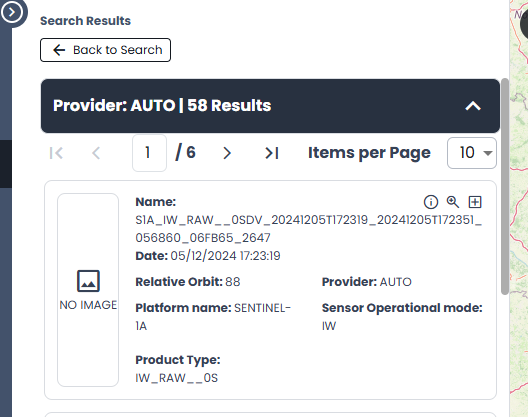 Search Results
Back to Search
Provider: AUTO | 58 Results
1 / 6 Items per Page 10
Name:
S1A_IW_RAW__0SDV_20241205T172319_20241205T172351_
056860_06FB65_2647
Date: 05/12/2024 17:23:19
NO IMAGE
Relative Orbit: 88 Provider: AUTO
Platform name: SENTINEL- Sensor Operational mode:
1A IW
Product Type:
IW_RAW__0S